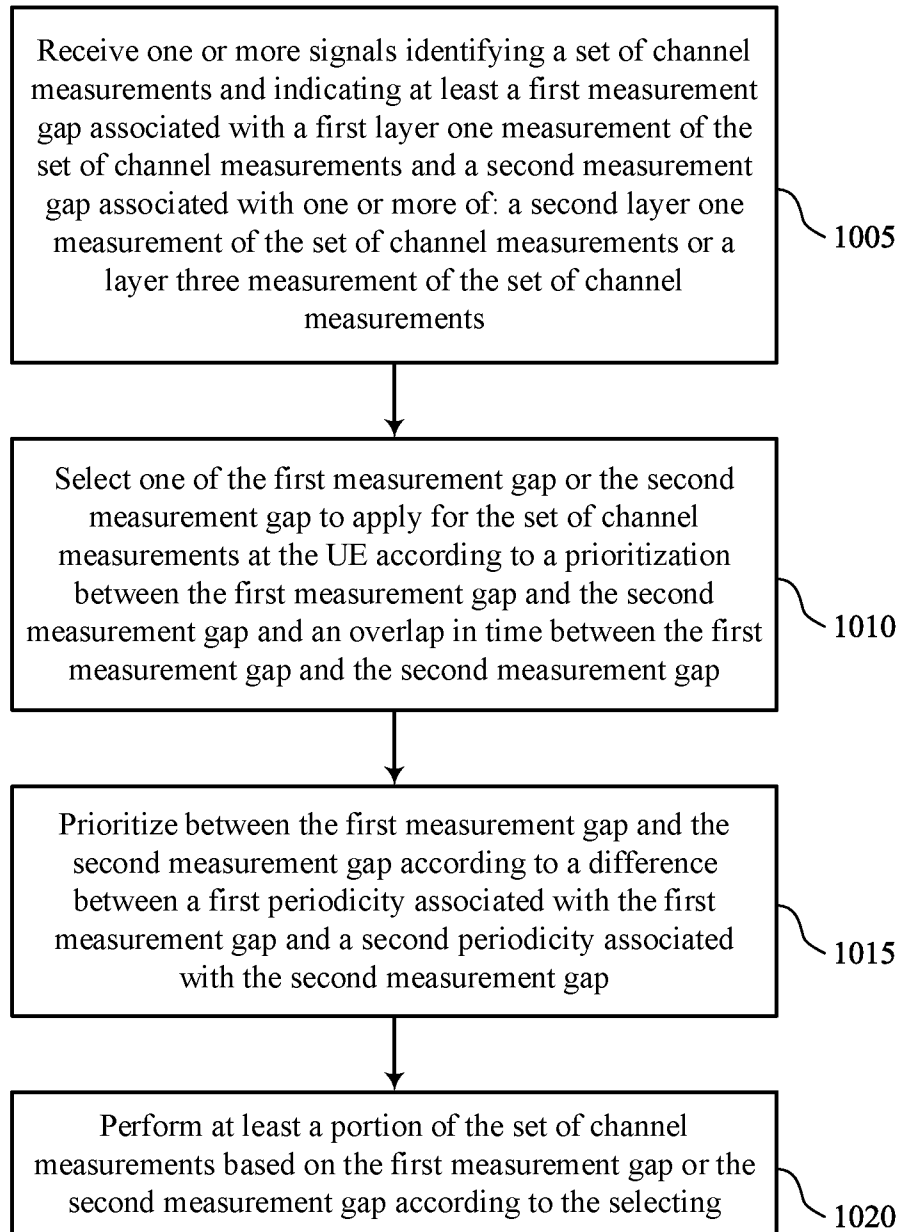 Receive one or more signals identifying a set of channel
measurements and indicating at least a first measurement
gap associated with a first layer one measurement of the
set of channel measurements and a second measurement
gap associated with one or more of: a second layer one
measurement of the set of channel measurements or a
layer three measurement of the set of channel
measurements
1005
Select one of the first measurement gap or the second
measurement gap to apply for the set of channel
measurements at the UE according to a prioritization
between the first measurement gap and the second
measurement gap and an overlap in time between the first
measurement gap and the second measurement gap
1010
Prioritize between the first measurement gap and the
second measurement gap according to a difference
between a first periodicity associated with the first
measurement gap and a second periodicity associated
with the second measurement gap
1015
Perform at least a portion of the set of channel
measurements based on the first measurement gap or the
second measurement gap according to the selecting
1020